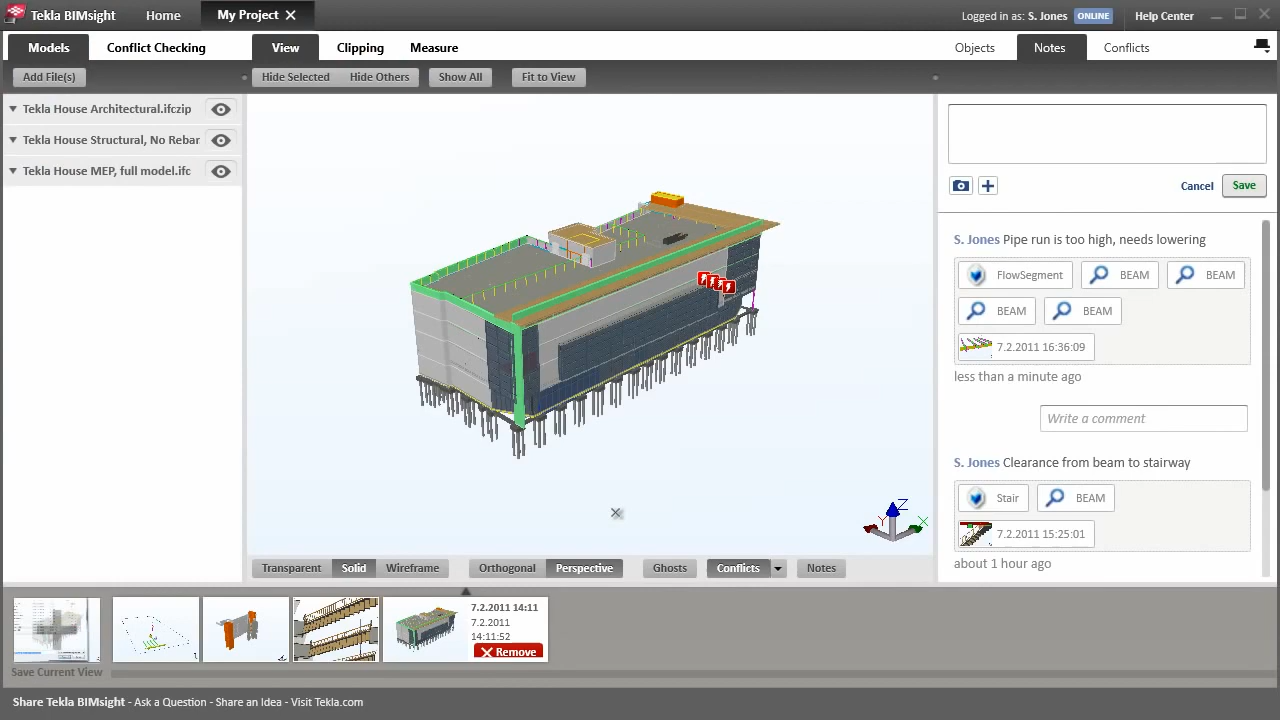 Tekla BIMsight
Home
My Project
Logged in as: S. Jones ONLINE
Help Center
Models
Conflict Checking
View
Clipping
Measure
Objects
Notes
Conflicts
Add File(s)
Hide Selected
Hide Others
Show All
Fit to View
Tekla House Architectural.ifczip
Tekla House Structural, No Rebar
Tekla House MEP, full model.ifc
Cancel
Save
S. Jones Pipe run is too high, needs lowering
FlowSegment
BEAM
BEAM
BEAM
BEAM
7.2.2011 16:36:09
less than a minute ago
Write a comment
S. Jones Clearance from beam to stairway
Stair
BEAM
7.2.2011 15:25:01
about 1 hour ago
Z
Y
X
Transparent
Solid
Wireframe
Orthogonal
Perspective
Ghosts
Conflicts
Notes
7.2.2011 14:11
7.2.2011
14:11:52
Remove
Save Current View
Share Tekla BIMsight - Ask a Question - Share an Idea - Visit Tekla.com